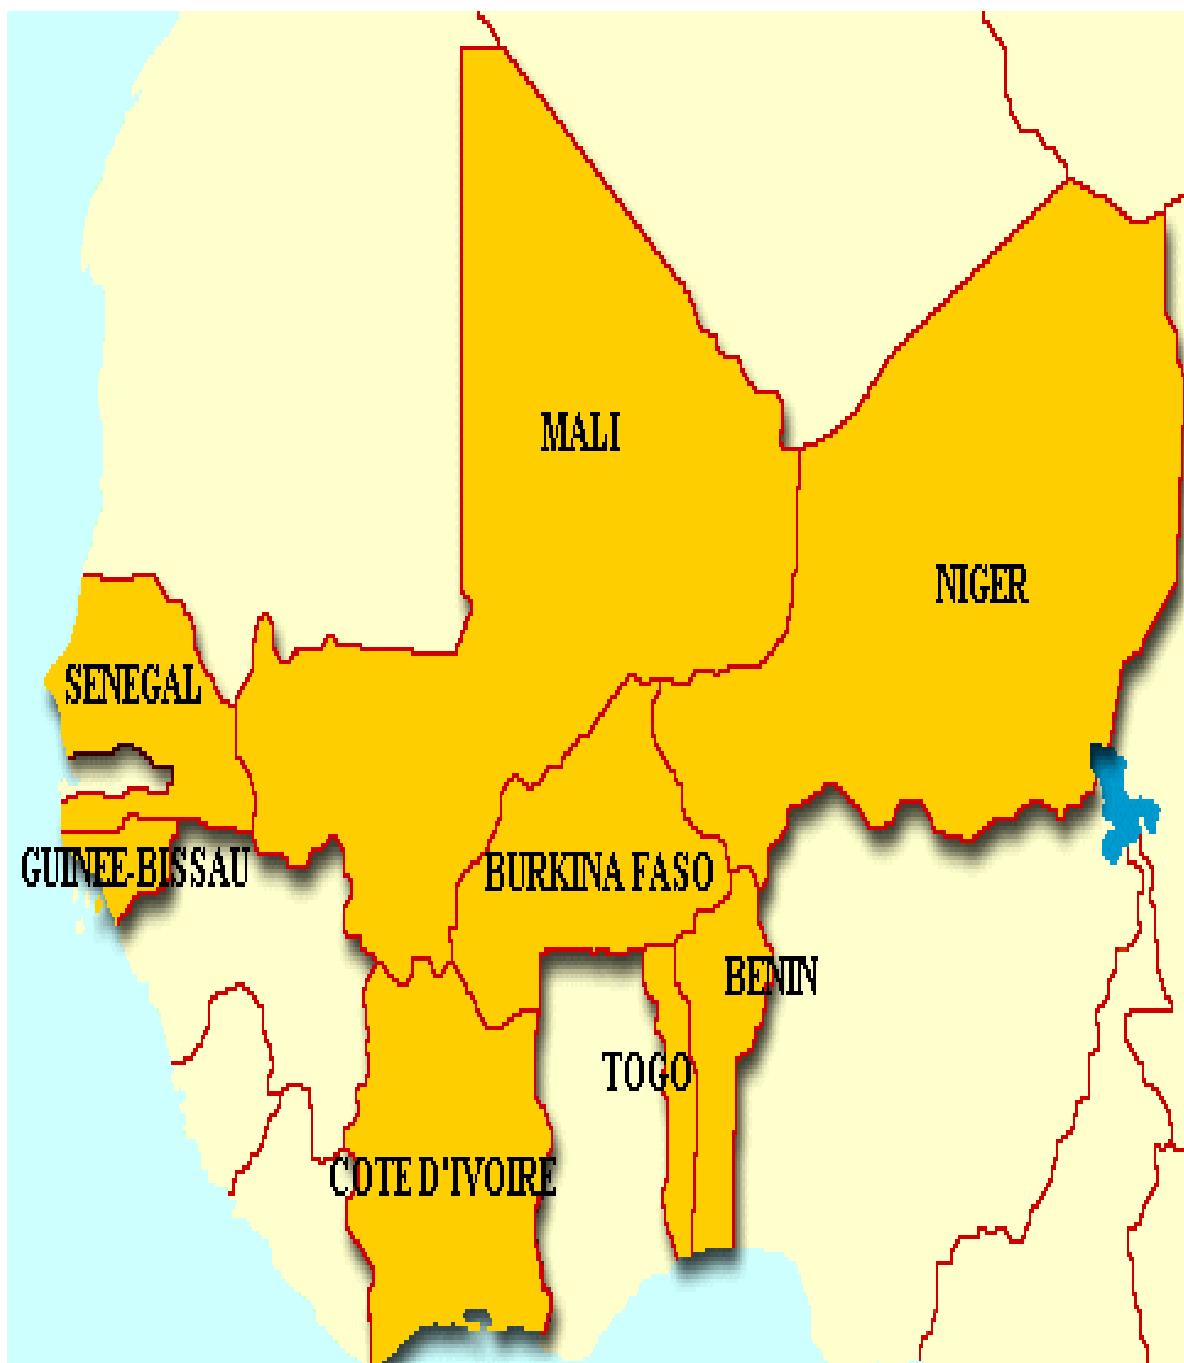 MALI
NIGER
SENEGAL
GUINEE-BISSAU
BURKINA FASO
BENIN
TOGO
COTE D'IVOIRE